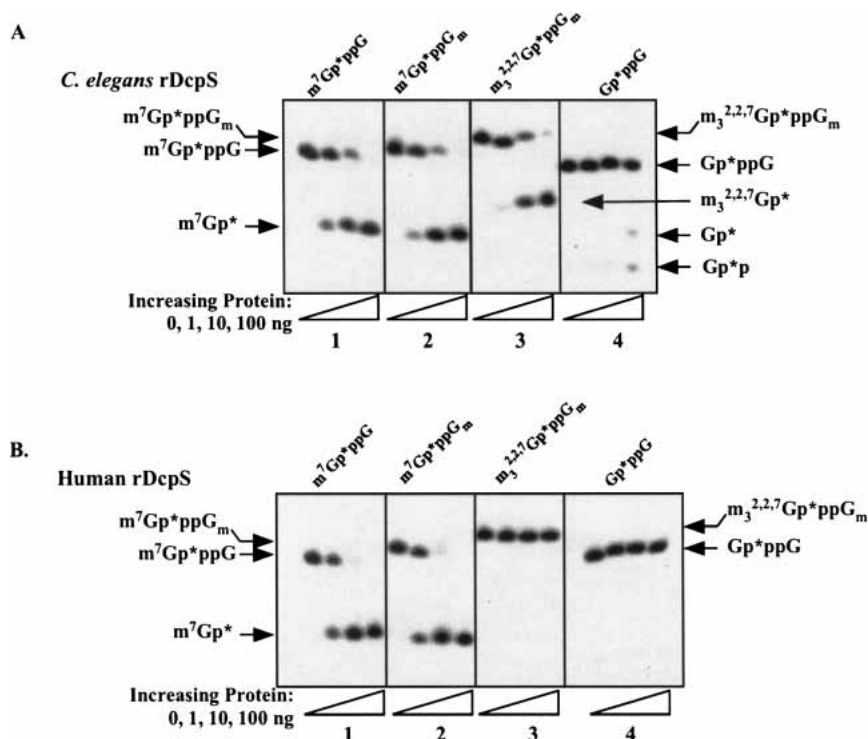 A
C. elegans rDcpS
m⁷Gp*ppG
m⁷Gp*ppGₘ
m₃²,²,⁷Gp*ppGₘ
Gp*ppG
m⁷Gp*ppGₘ
m⁷Gp*ppG
m⁷Gp*
m₃²,²,⁷Gp*ppGₘ
Gp*ppG
m₃²,²,⁷Gp*
Gp*
Gp*p
Increasing Protein:
0, 1, 10, 100 ng
1 2 3 4
B.
Human rDcpS
m⁷Gp*ppG
m⁷Gp*ppGₘ
m₃²,²,⁷Gp*ppGₘ
Gp*ppG
m⁷Gp*ppGₘ
m⁷Gp*ppG
m⁷Gp*
m₃²,²,⁷Gp*ppGₘ
Gp*ppG
Increasing Protein:
0, 1, 10, 100 ng
1 2 3 4